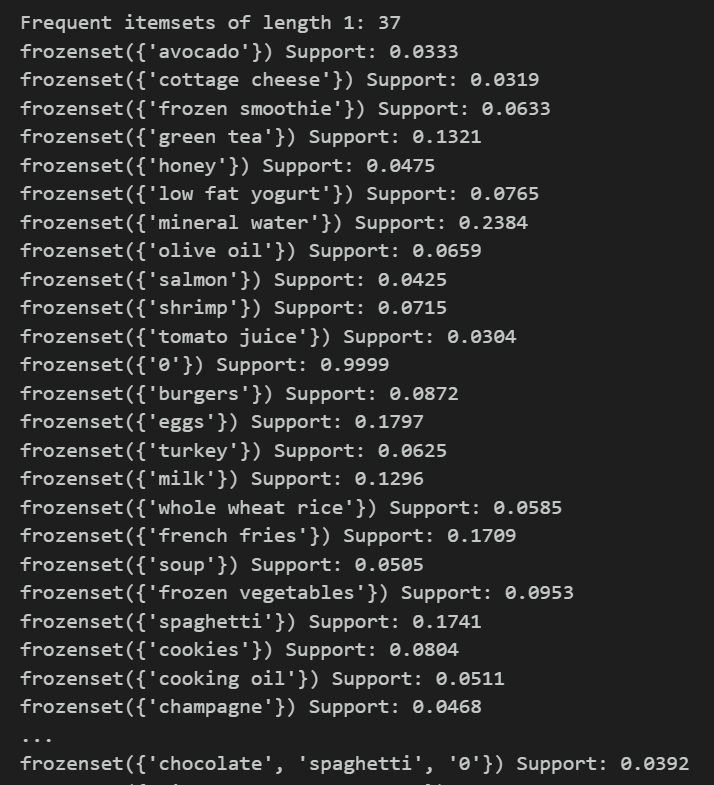 Frequent itemsets of length 1: 37
frozenset({'avocado'}) Support: 0.0333
frozenset({'cottage cheese'}) Support: 0.0319
frozenset({'frozen smoothie'}) Support: 0.0633
frozenset({'green tea'}) Support: 0.1321
frozenset({'honey'}) Support: 0.0475
frozenset({'low fat yogurt'}) Support: 0.0765
frozenset({'mineral water'}) Support: 0.2384
frozenset({'olive oil'}) Support: 0.0659
frozenset({'salmon'}) Support: 0.0425
frozenset({'shrimp'}) Support: 0.0715
frozenset({'tomato juice'}) Support: 0.0304
frozenset({'0'}) Support: 0.9999
frozenset({'burgers'}) Support: 0.0872
frozenset({'eggs'}) Support: 0.1797
frozenset({'turkey'}) Support: 0.0625
frozenset({'milk'}) Support: 0.1296
frozenset({'whole wheat rice'}) Support: 0.0585
frozenset({'french fries'}) Support: 0.1709
frozenset({'soup'}) Support: 0.0505
frozenset({'frozen vegetables'}) Support: 0.0953
frozenset({'spaghetti'}) Support: 0.1741
frozenset({'cookies'}) Support: 0.0804
frozenset({'cooking oil'}) Support: 0.0511
frozenset({'champagne'}) Support: 0.0468
...
frozenset({'chocolate', 'spaghetti', '0'}) Support: 0.0392